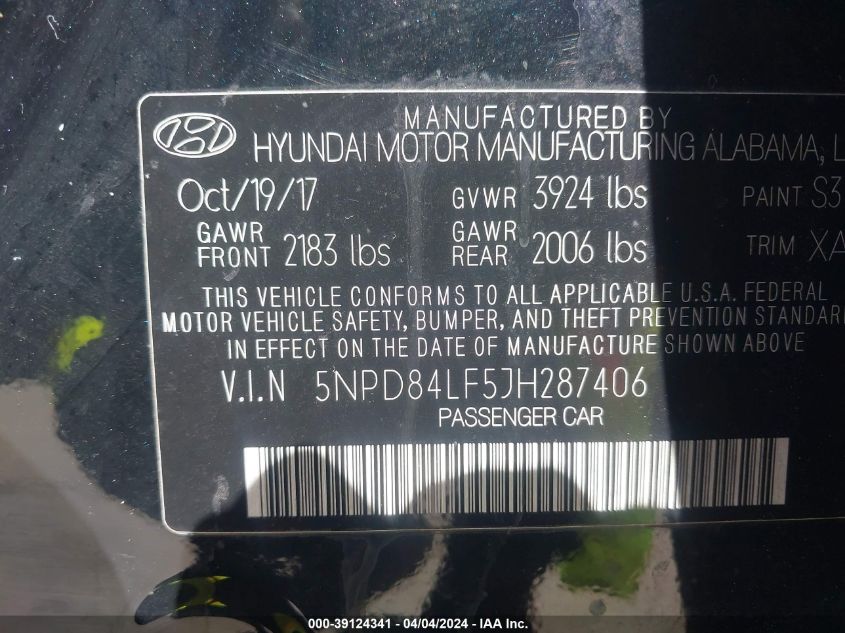 MANUFACTURED BY
HYUNDAI MOTOR MANUFACTURING ALABAMA, L
Oct/19/17 GVWR 3924 lbs PAINT S3
GAWR FRONT 2183 lbs GAWR REAR 2006 lbs TRIM XA
THIS VEHICLE CONFORMS TO ALL APPLICABLE U.S.A. FEDERAL
MOTOR VEHICLE SAFETY, BUMPER, AND THEFT PREVENTION STANDAR
IN EFFECT ON THE DATE OF MANUFACTURE SHOWN ABOVE
V.I.N 5NPD84LF5JH287406
PASSENGER CAR
000-39124341 - 04/04/2024 - IAA Inc.